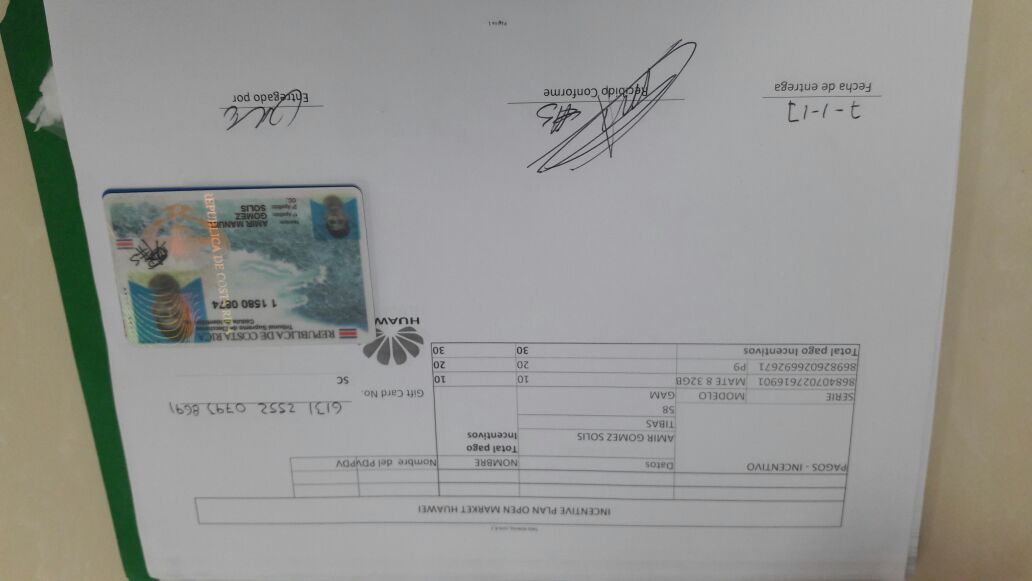 INCENTIVE PLAN OPEN MARKET HUAWEI
PAGOS - INCENTIVO Datos NOMBRE Nombre del PDV PDV
AMIR GOMEZ SOLIS Total pago Incentivos
TIBAS
58
SERIE MODELO GAM
868407027616901 MATE 8 32GB 10 10
869826026692671 P9 20 20
Total pago Incentivos 30 30
Gift Card No. 6131 2552 0793 8691
SC
HUAWEI
REPUBLICA DE COSTA RICA
Tribunal Supremo de Elecciones
Cédula de Identidad
1 1580 0874
REPUBLICA DE COSTA RICA
Nombre: AMIR MANUEL
1° Apellido: GOMEZ
2° Apellido: SOLIS
CC:
7-1-17
Fecha de entrega Recibido Conforme Entregado por
Página 1